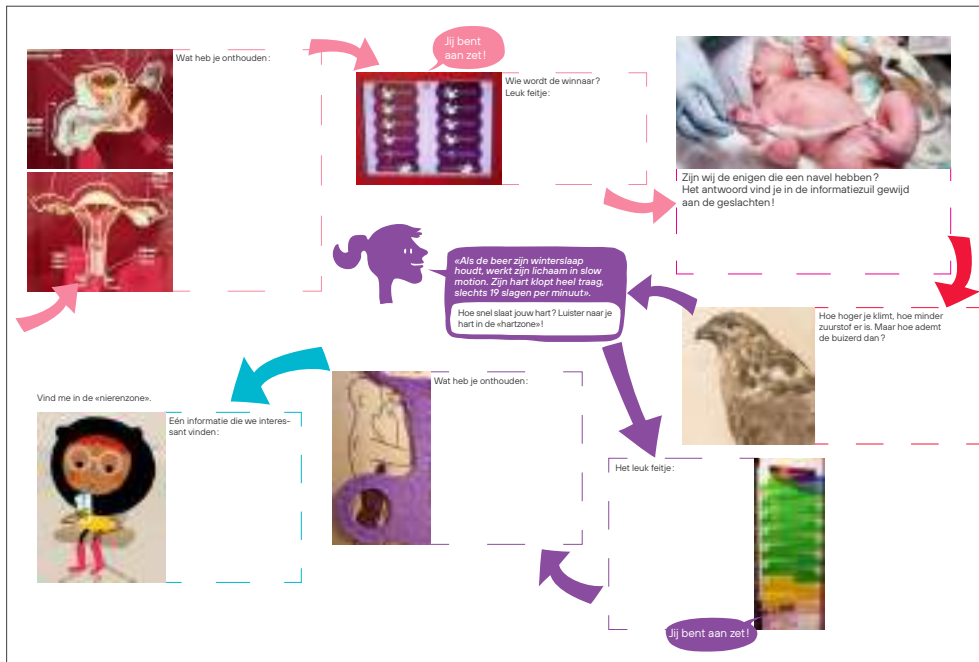 Wat heb je onthouden:
Jij bent
aan zet!
Wie wordt de winnaar?
Leuk feitje:
Zijn wij de enigen die een navel hebben?
Het antwoord vind je in de informatiezuil gewijd
aan de geslachten!
Hoe hoger je klimt, hoe minder
zuurstof er is. Maar hoe ademt
de buizerd dan?
«Als de beer zijn winterslaap
houdt, werkt zijn lichaam in slow
motion. Zijn hart klopt heel traag,
slechts 19 slagen per minuut».
Hoe snel slaat jouw hart? Luister naar je
hart in de «hartzone»!
Het leuk feitje:
Jij bent aan zet!
Wat heb je onthouden:
Vind me in de «nierenzone».
Eén informatie die we interes-
sant vinden: